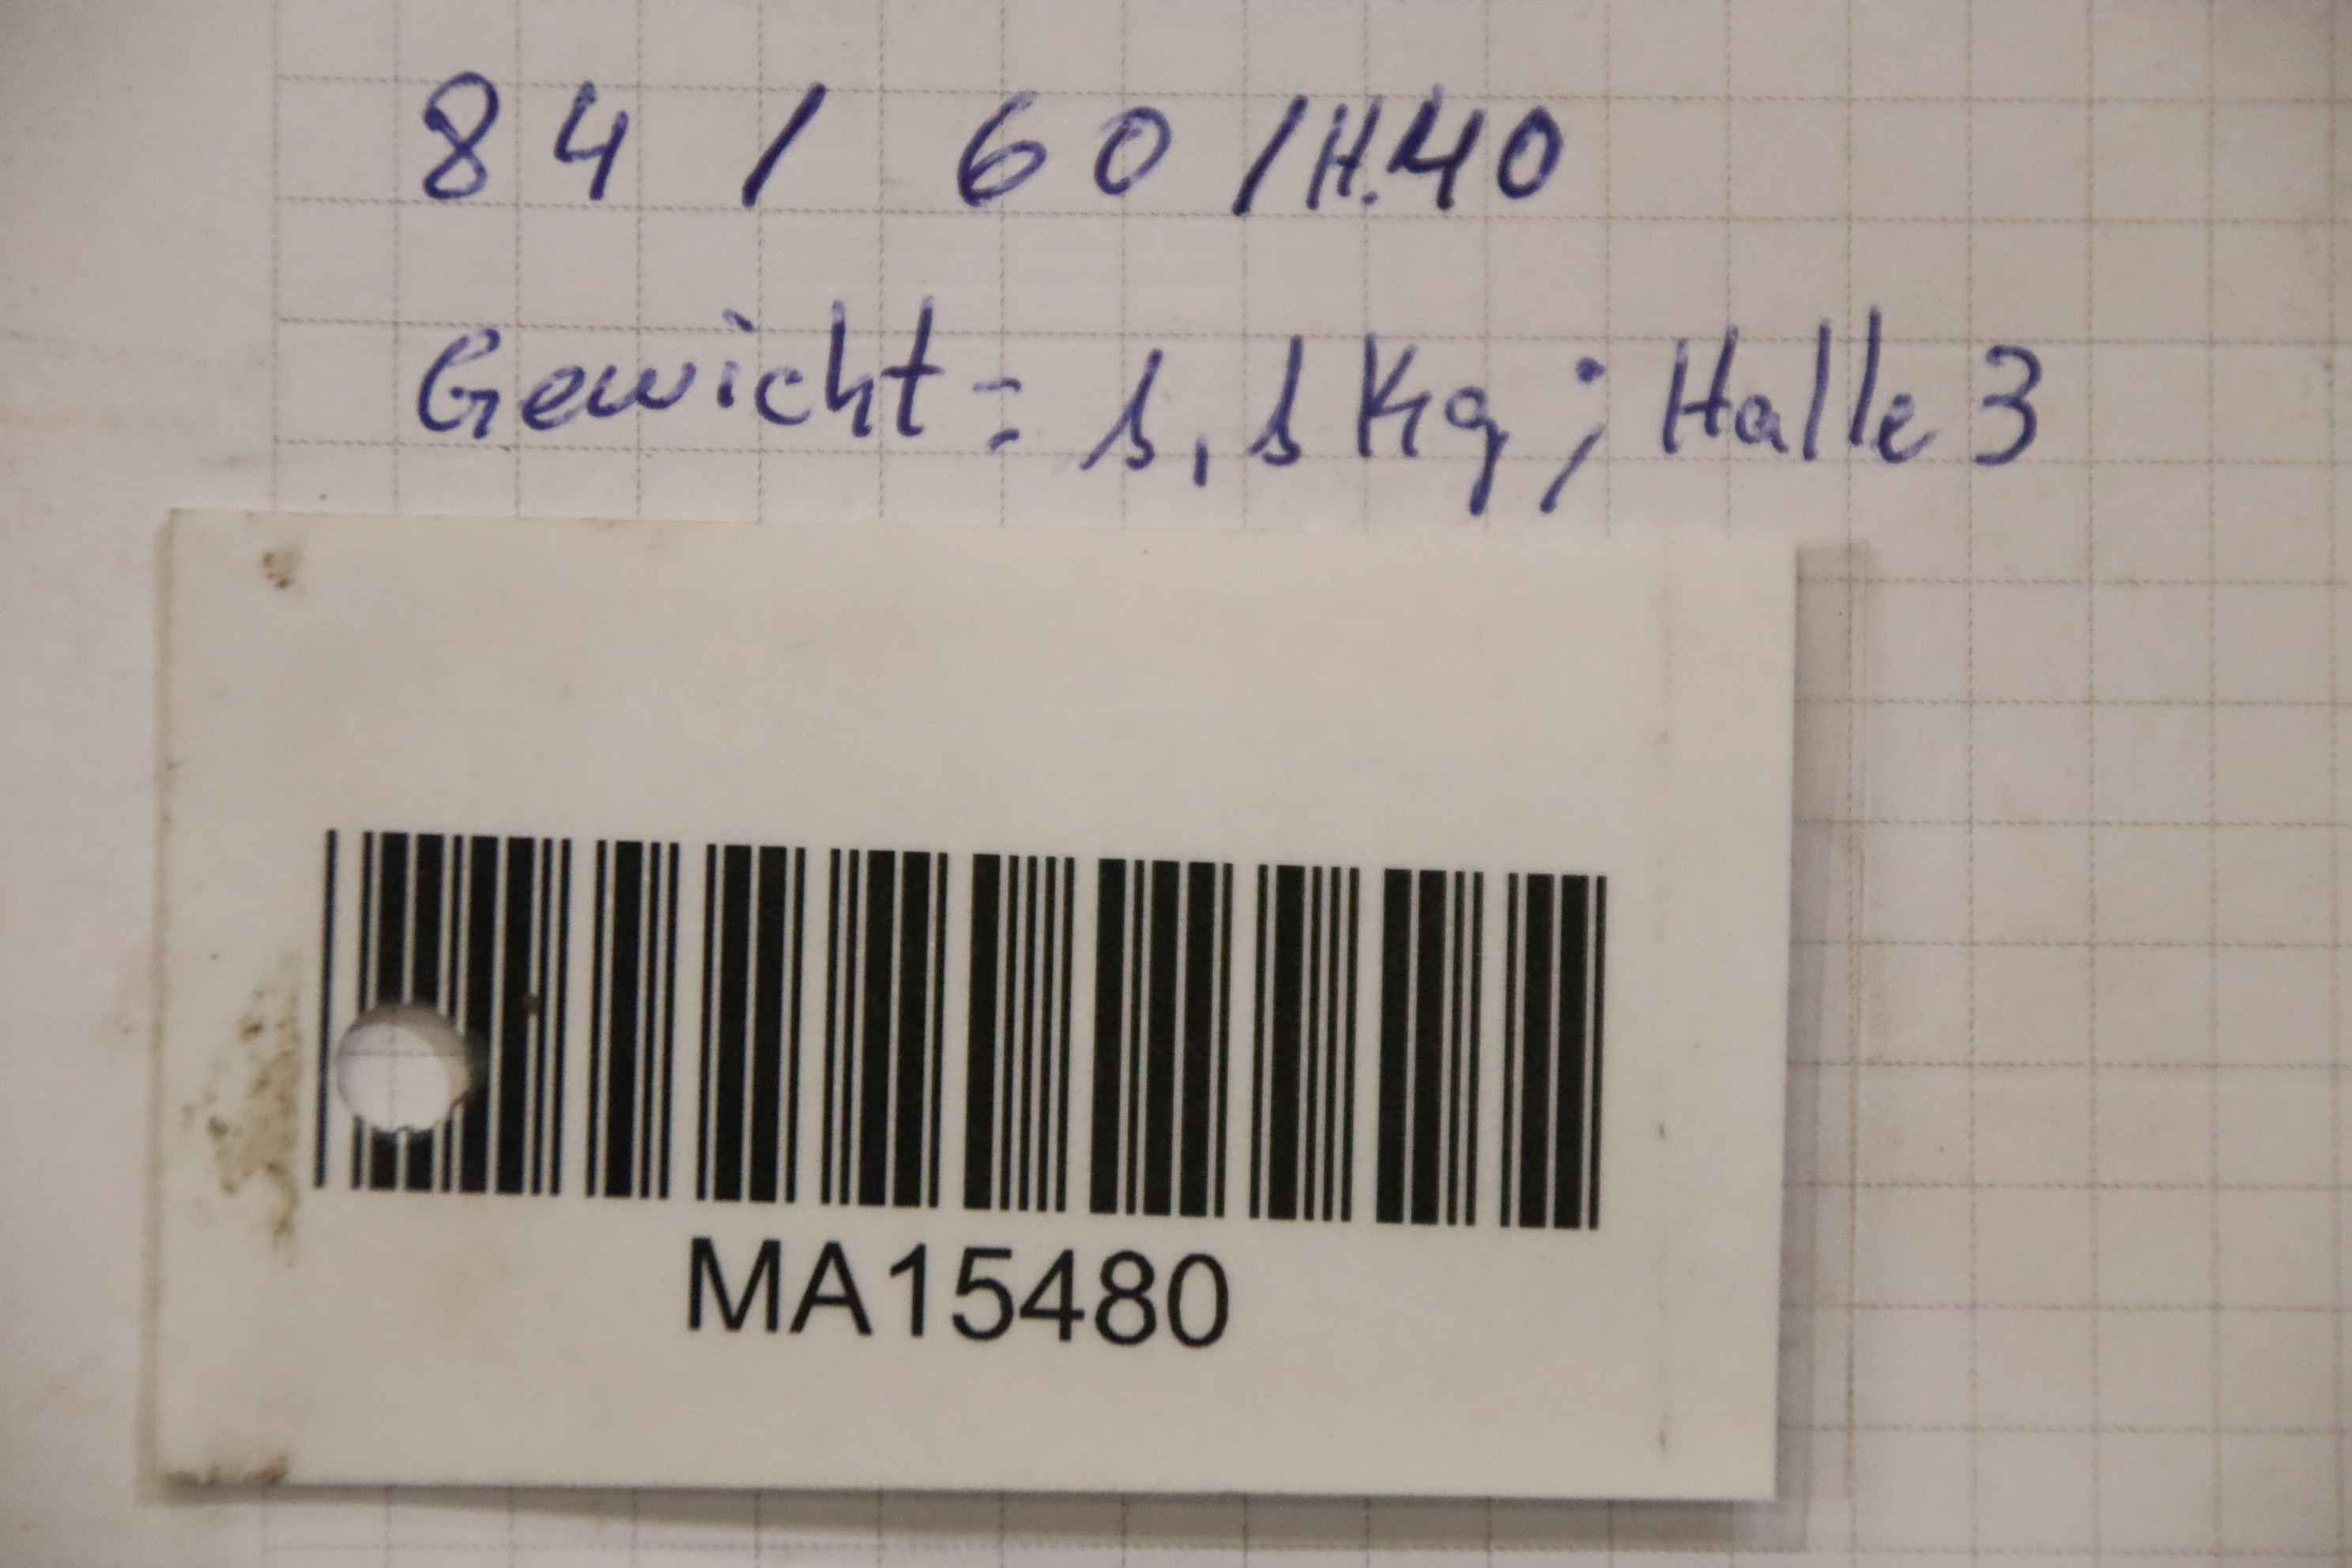 84 / 60 /H.40
Gewicht = 1,1 Kg ; Halle 3
MA15480